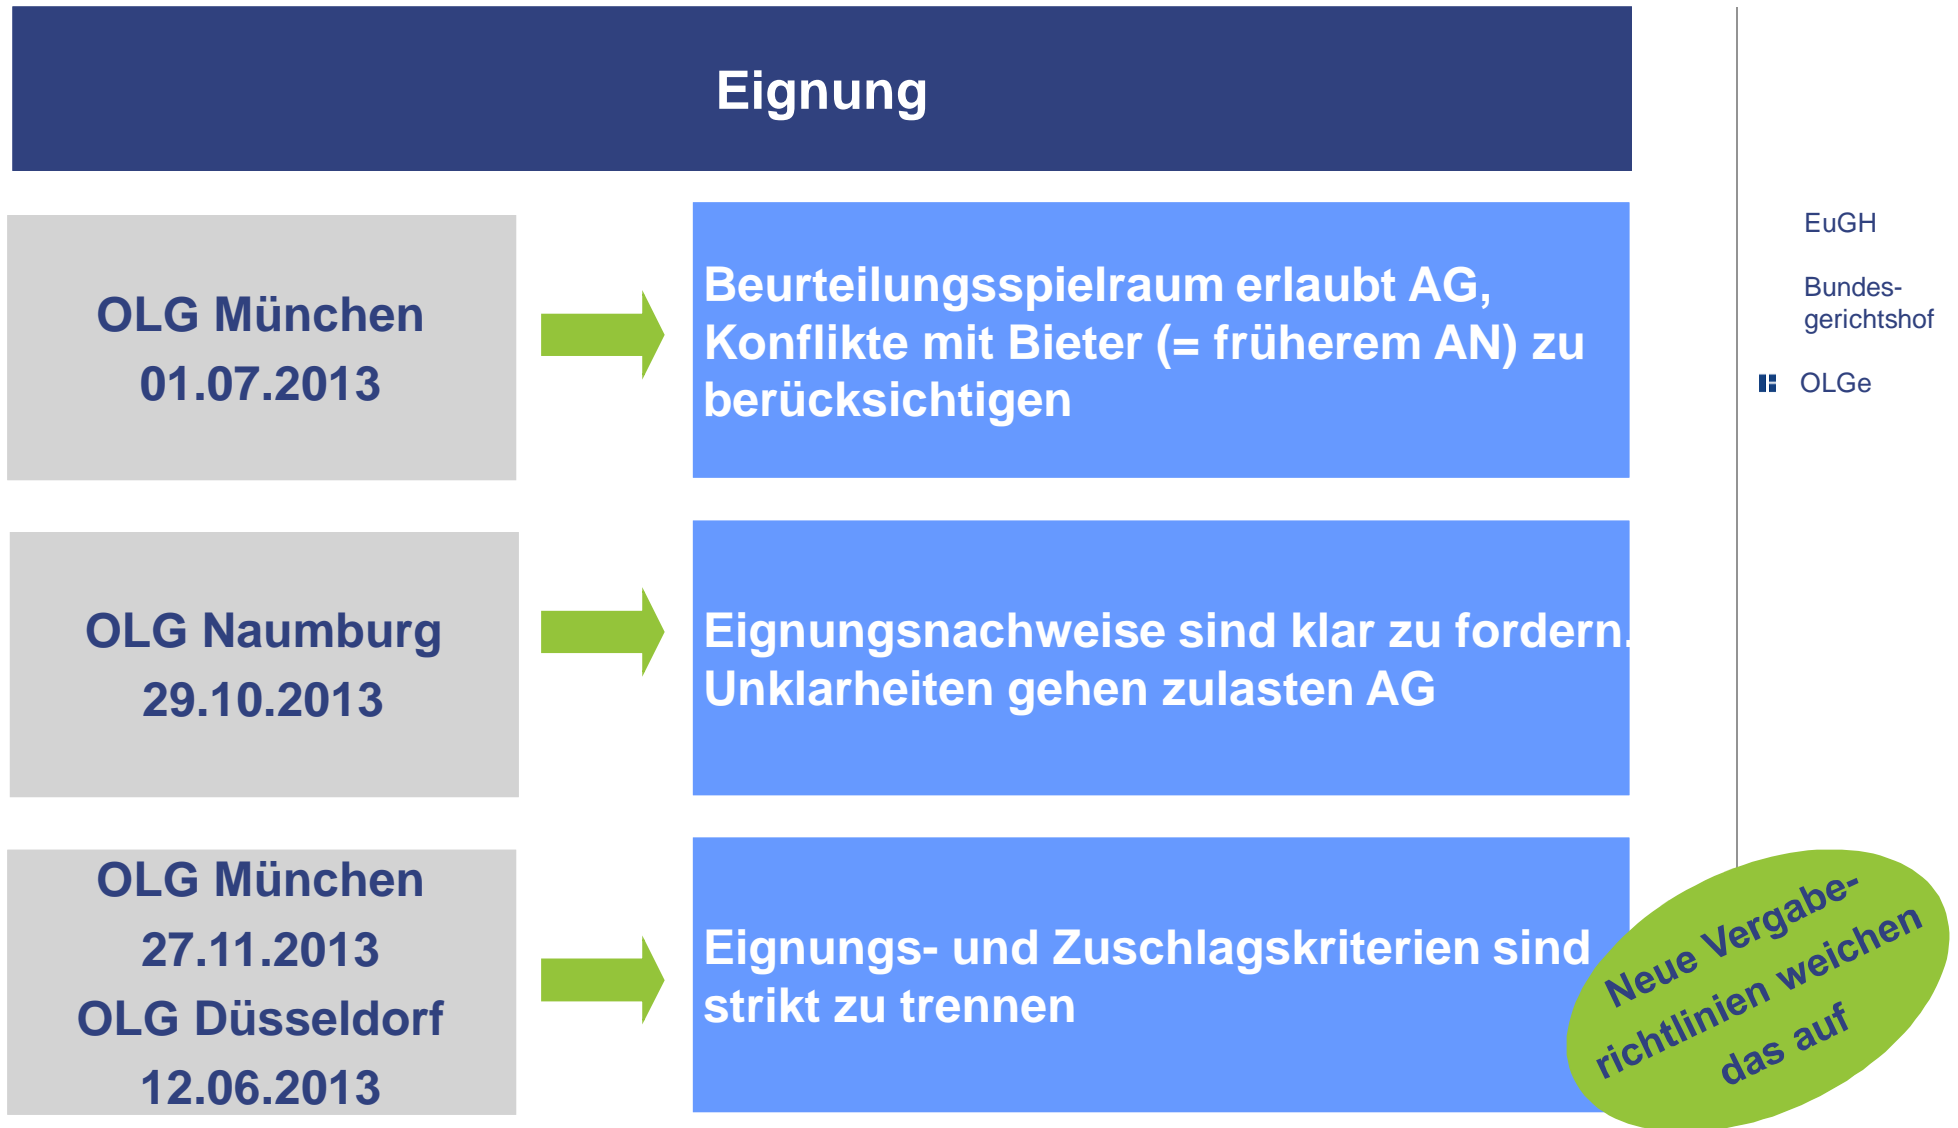 Eignung
OLG München
01.07.2013
Beurteilungsspielraum erlaubt AG,
Konflikte mit Bieter (= früherem AN) zu
berücksichtigen
OLG Naumburg
29.10.2013
Eignungsnachweise sind klar zu fordern.
Unklarheiten gehen zulasten AG
OLG München
27.11.2013
OLG Düsseldorf
12.06.2013
Eignungs- und Zuschlagskriterien sind
strikt zu trennen
Neue Vergabe-
richtlinien weichen
das auf
EuGH
Bundes-
gerichtshof
OLGe